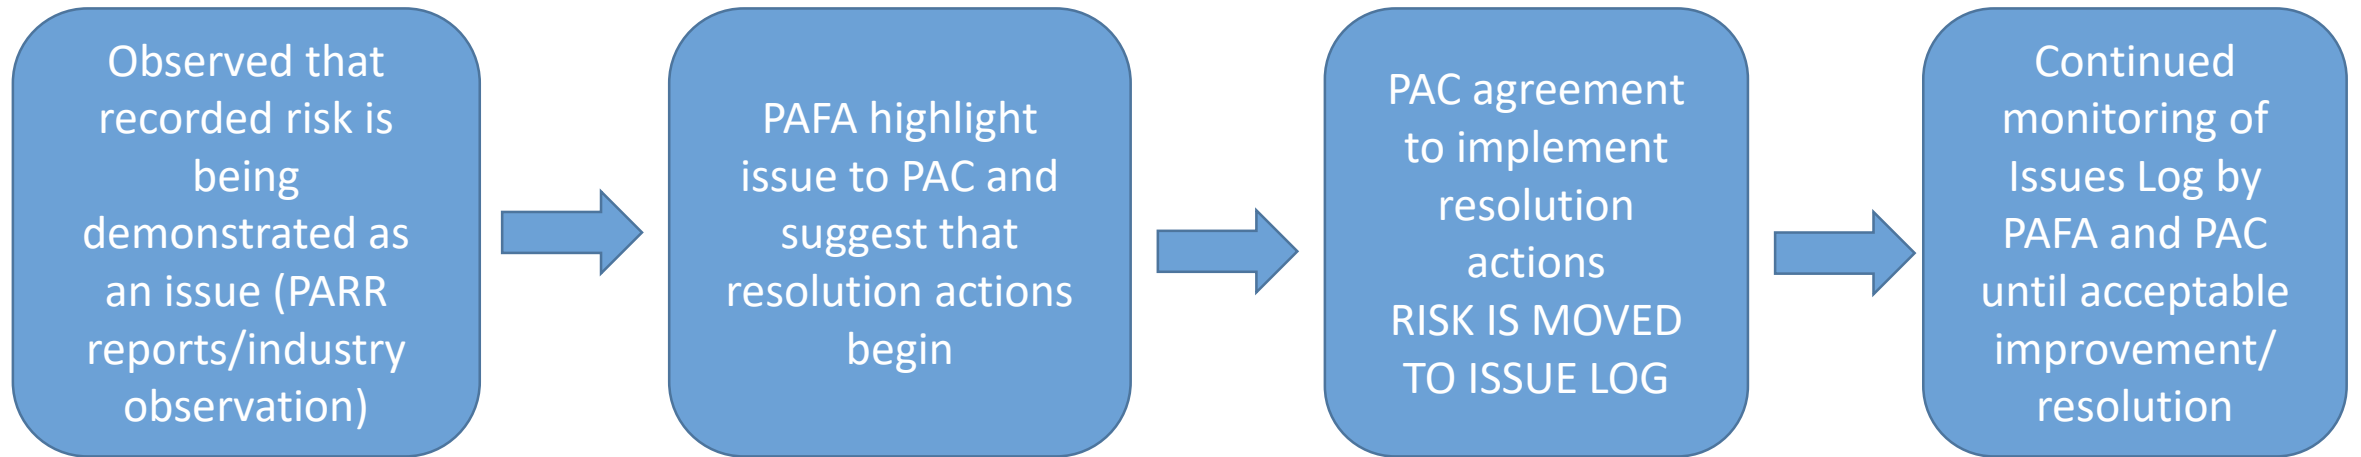 Observed that
recorded risk is
being
demonstrated as
an issue (PARR
reports/industry
observation)
PAFA highlight
issue to PAC and
suggest that
resolution actions
begin
PAC agreement
to implement
resolution
actions
RISK IS MOVED
TO ISSUE LOG
Continued
monitoring of
Issues Log by
PAFA and PAC
until acceptable
improvement/
resolution